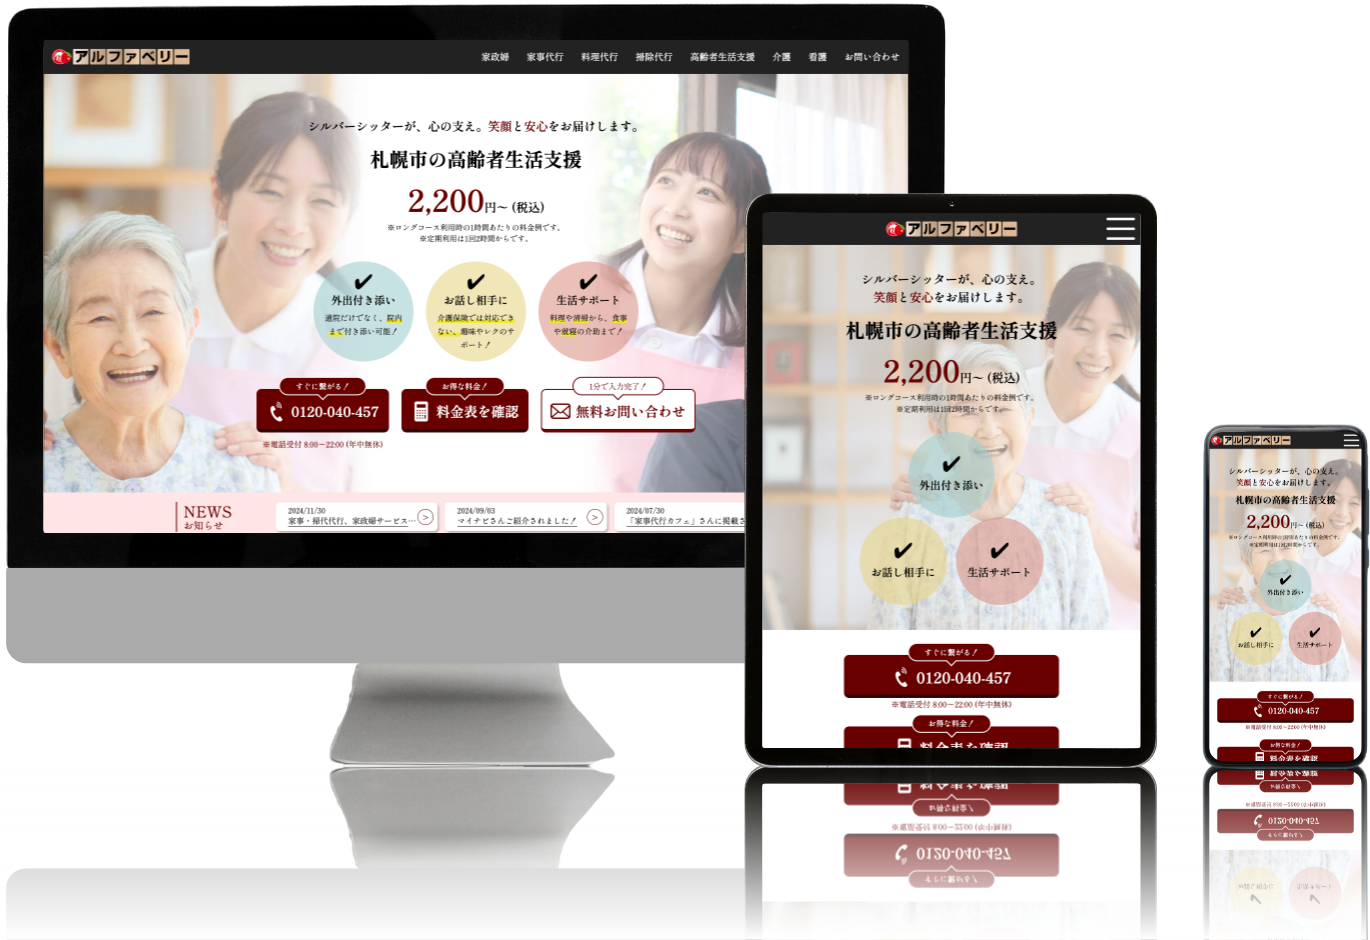 アルファベリー
家政婦 家事代行 料理代行 掃除代行 高齢者生活支援 介護 看護 お問い合わせ
シルバーシッターが、心の支え。笑顔と安心をお届けします。
札幌市の高齢者生活支援
2,200円～ (税込)
※ロングコース利用時の1時間あたりの料金例です。
※定期利用は1回2時間からです。
✔
外出付き添い
通院だけでなく、院内
まで付き添い可能！
✔
お話し相手に
介護保険では対応でき
ない、趣味やレクのサ
ポート！
✔
生活サポート
料理や清掃から、食事
や就寝の介助まで！
すぐに繋がる！
0120-040-457
※電話受付 8:00～22:00 (年中無休)
お得な料金！
料金表を確認
1分で入力完了！
無料お問い合わせ
NEWS
お知らせ
2024/11/30
家事・掃代代行、家政婦サービス…
2024/09/03
マイナビさんご紹介されました！
2024/07/30
「家事代行カフェ」さんに掲載さ
アルファベリー
シルバーシッターが、心の支え。
笑顔と安心をお届けします。
札幌市の高齢者生活支援
2,200円～ (税込)
※ロングコース利用時の1時間あたりの料金例です。
※定期利用は1回2時間からです。
✔
外出付き添い
✔
お話し相手に
✔
生活サポート
すぐに繋がる！
0120-040-457
※電話受付 8:00～22:00 (年中無休)
お得な料金！
料金表を確認
アルファベリー
シルバーシッターが、心の支え。
笑顔と安心をお届けします。
札幌市の高齢者生活支援
2,200円～ (税込)
※ロングコース利用時の1時間あたりの料金例です。
※定期利用は1回2時間からです。
✔
外出付き添い
✔
お話し相手に
✔
生活サポート
すぐに繋がる！
0120-040-457
※電話受付 8:00～22:00 (年中無休)
お得な料金！
料金表を確認